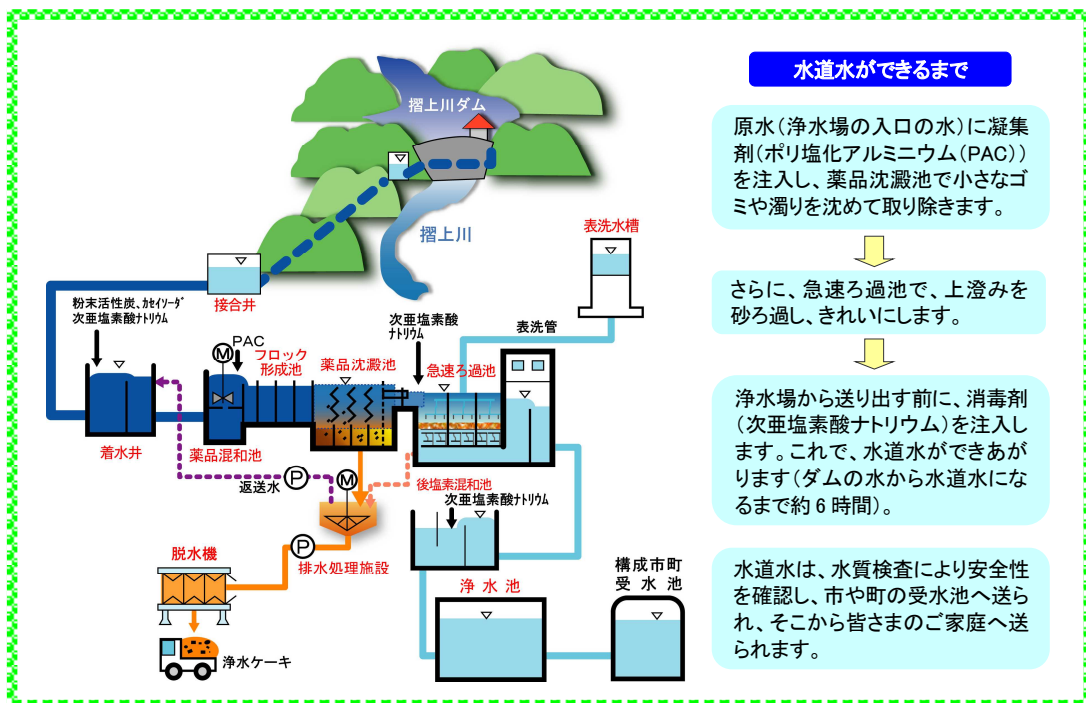 摺上川ダム
摺上川
接合井
粉末活性炭、カセイソーダ
次亜塩素酸ナトリウム
着水井
M
PAC
薬品混和池
フロック
形成池
薬品沈澱池
次亜塩素酸
ナトリウム
急速ろ過池
表洗管
表洗水槽
返送水
P
M
排水処理施設
P
脱水機
浄水ケーキ
後塩素混和池
次亜塩素酸ナトリウム
浄水池
構成市町
受水池
水道水ができるまで
原水(浄水場の入口の水)に凝集
剤(ポリ塩化アルミニウム(PAC))
を注入し、薬品沈澱池で小さなゴ
ミや濁りを沈めて取り除きます。
さらに、急速ろ過池で、上澄みを
砂ろ過し、きれいにします。
浄水場から送り出す前に、消毒剤
(次亜塩素酸ナトリウム)を注入し
ます。これで、水道水ができあが
ります(ダムの水から水道水にな
るまで約6時間)。
水道水は、水質検査により安全性
を確認し、市や町の受水池へ送ら
れ、そこから皆さまのご家庭へ送
られます。